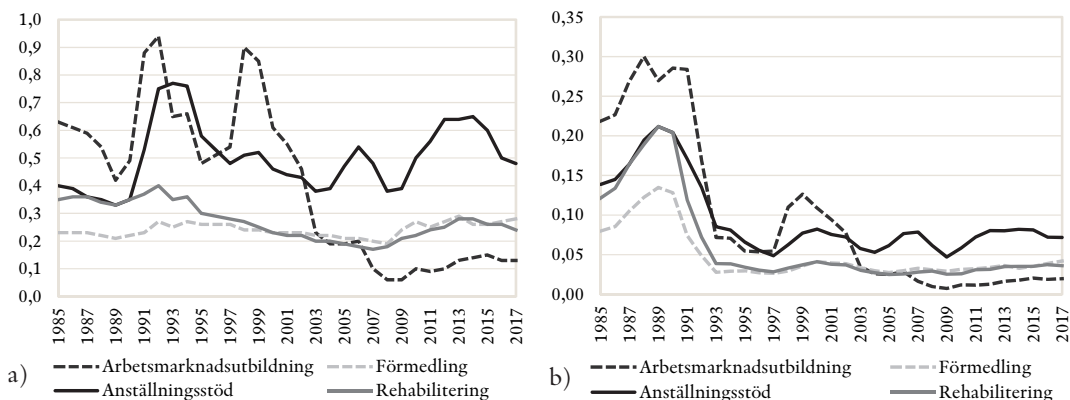 1,0
0,9
0,8
0,7
0,6
0,5
0,4
0,3
0,2
0,1
0,0
1985 1987 1989 1991 1993 1995 1997 1999 2001 2003 2005 2007 2009 2011 2013 2015 2017
a)
Arbetsmarknadsutbildning Förmedling
Anställningsstöd Rehabilitering
0,35
0,30
0,25
0,20
0,15
0,10
0,05
0,00
1985 1987 1989 1991 1993 1995 1997 1999 2001 2003 2005 2007 2009 2011 2013 2015 2017
b)
Arbetsmarknadsutbildning Förmedling
Anställningsstöd Rehabilitering